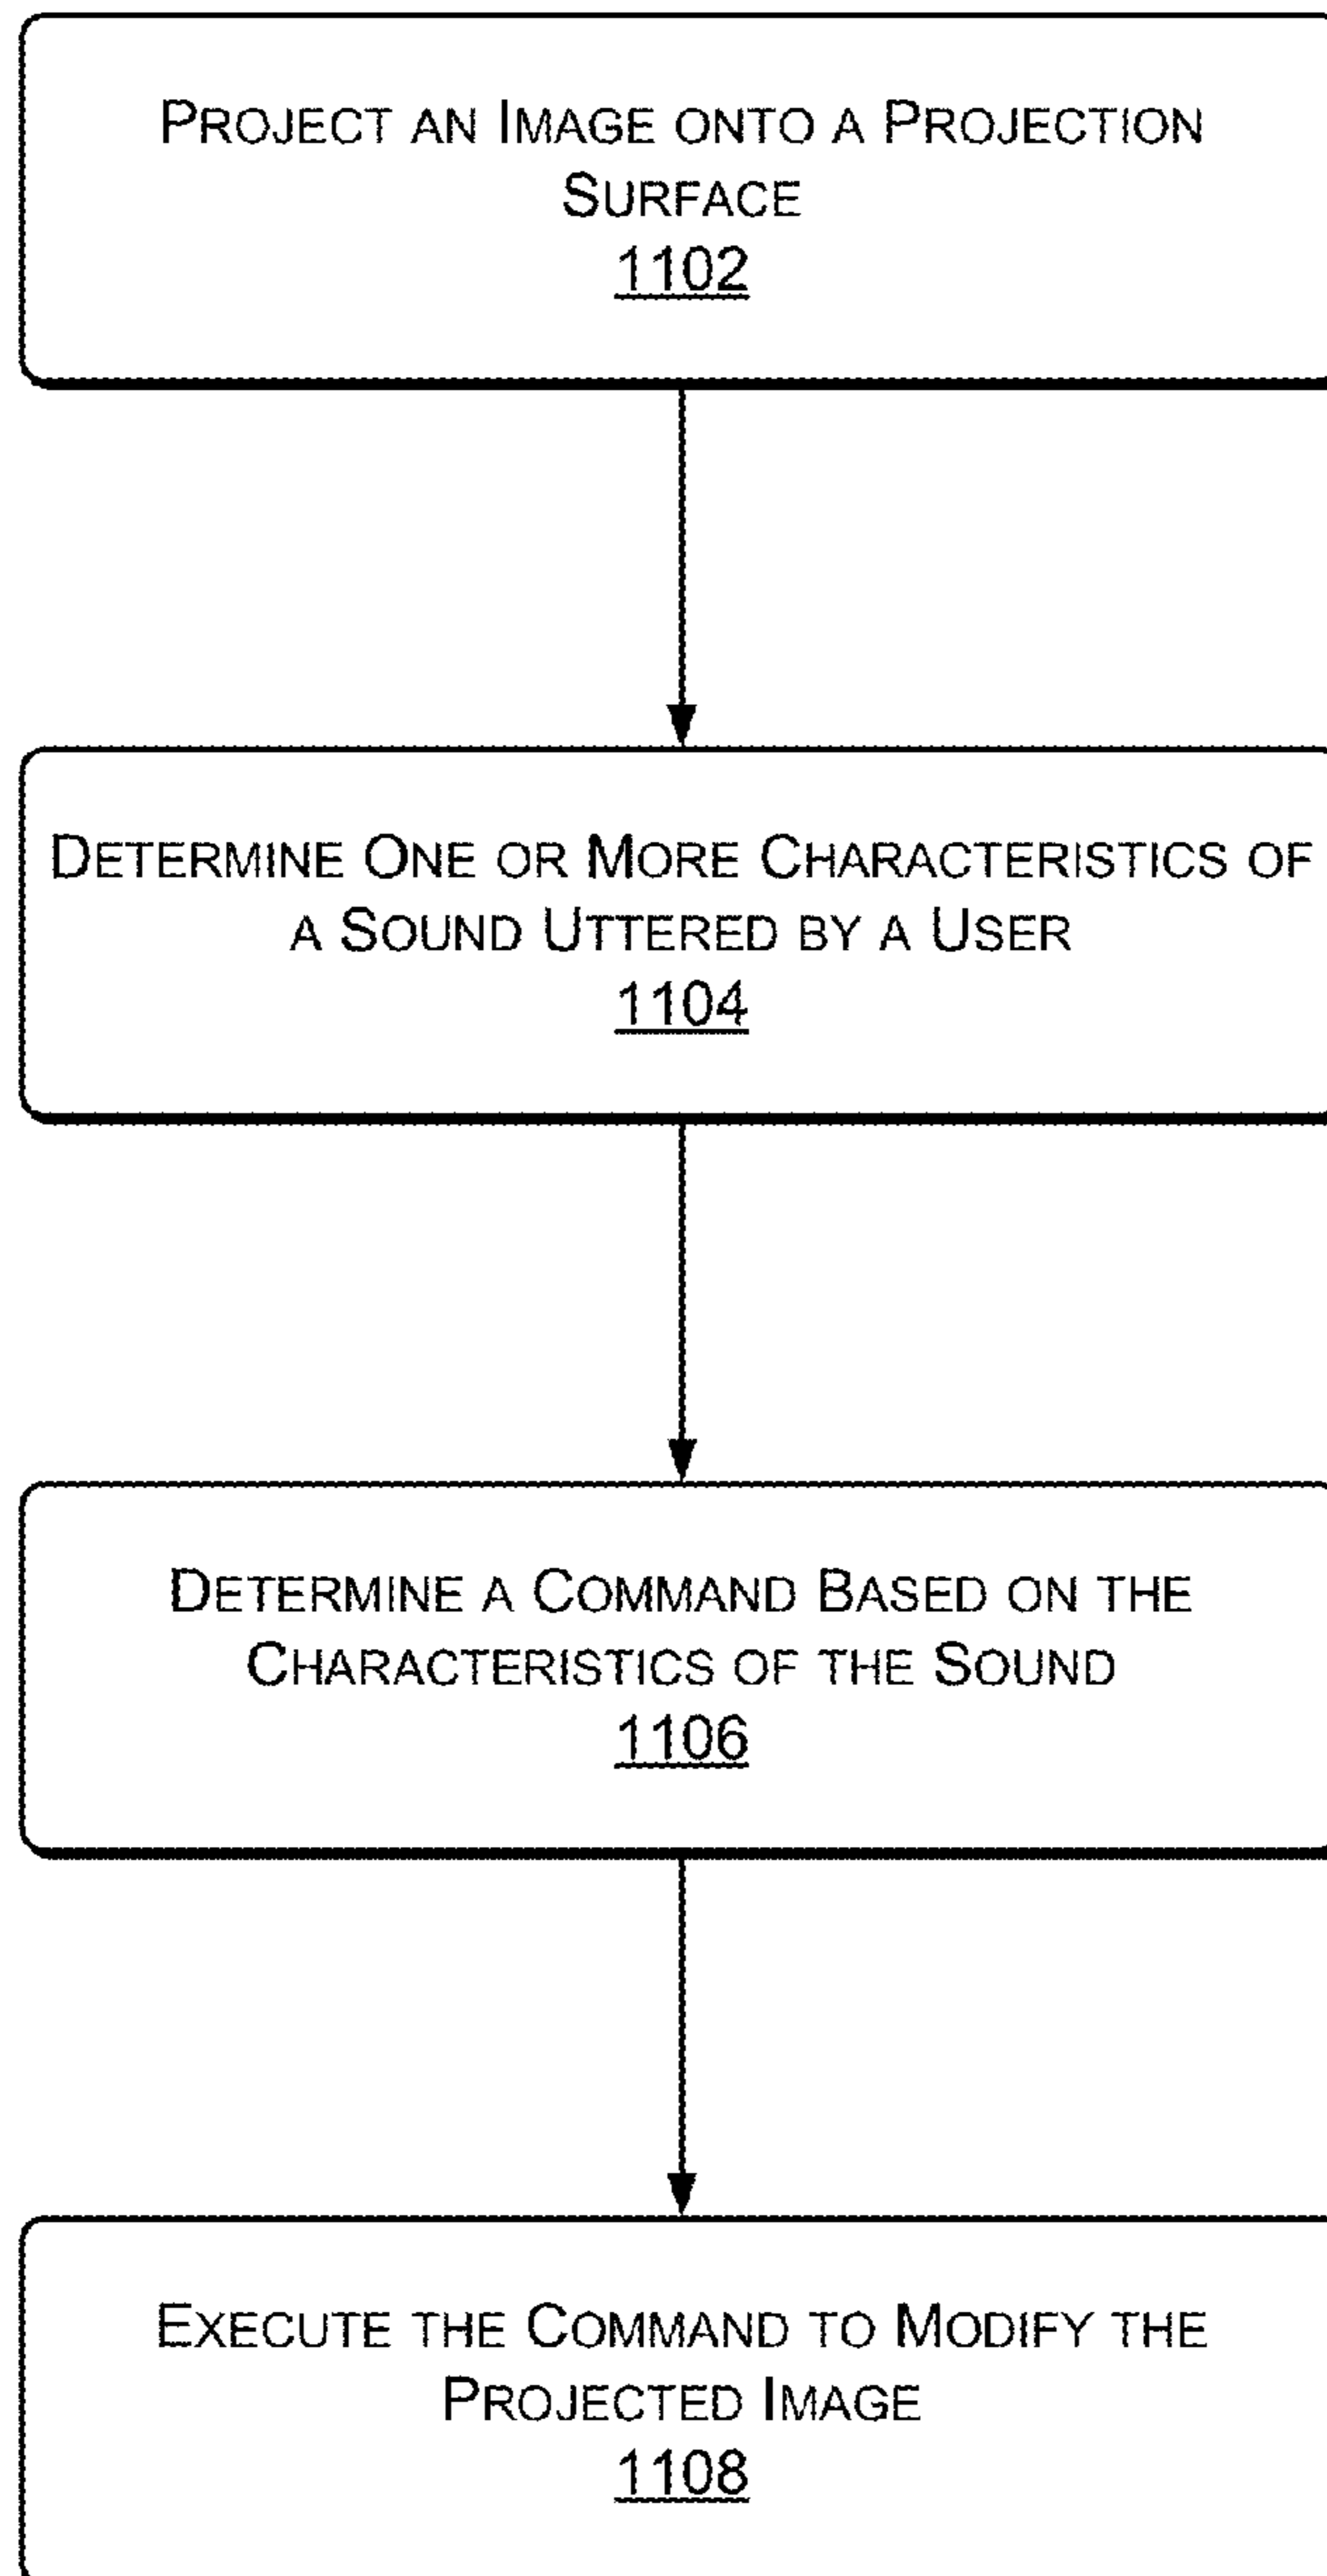 PROJECT AN IMAGE ONTO A PROJECTION
SURFACE
1102
DETERMINE ONE OR MORE CHARACTERISTICS OF
A SOUND UTTERED BY A USER
1104
DETERMINE A COMMAND BASED ON THE
CHARACTERISTICS OF THE SOUND
1106
EXECUTE THE COMMAND TO MODIFY THE
PROJECTED IMAGE
1108